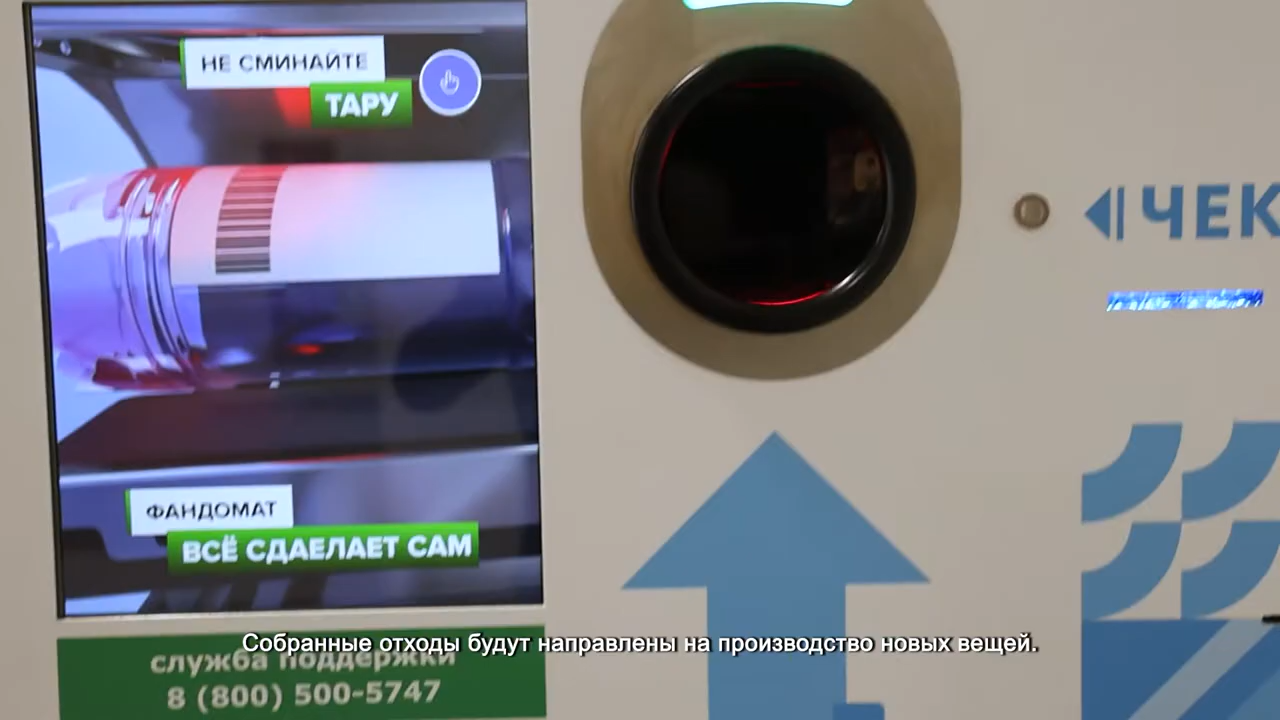 НЕ СМИНАЙТЕ
ТАРУ
ЧЕК
ФАНДОМАТ
ВСЁ СДАЕЛАЕТ САМ
Собранные отходы будут направлены на производство новых вещей.
служба поддержки
8 (800) 500-5747